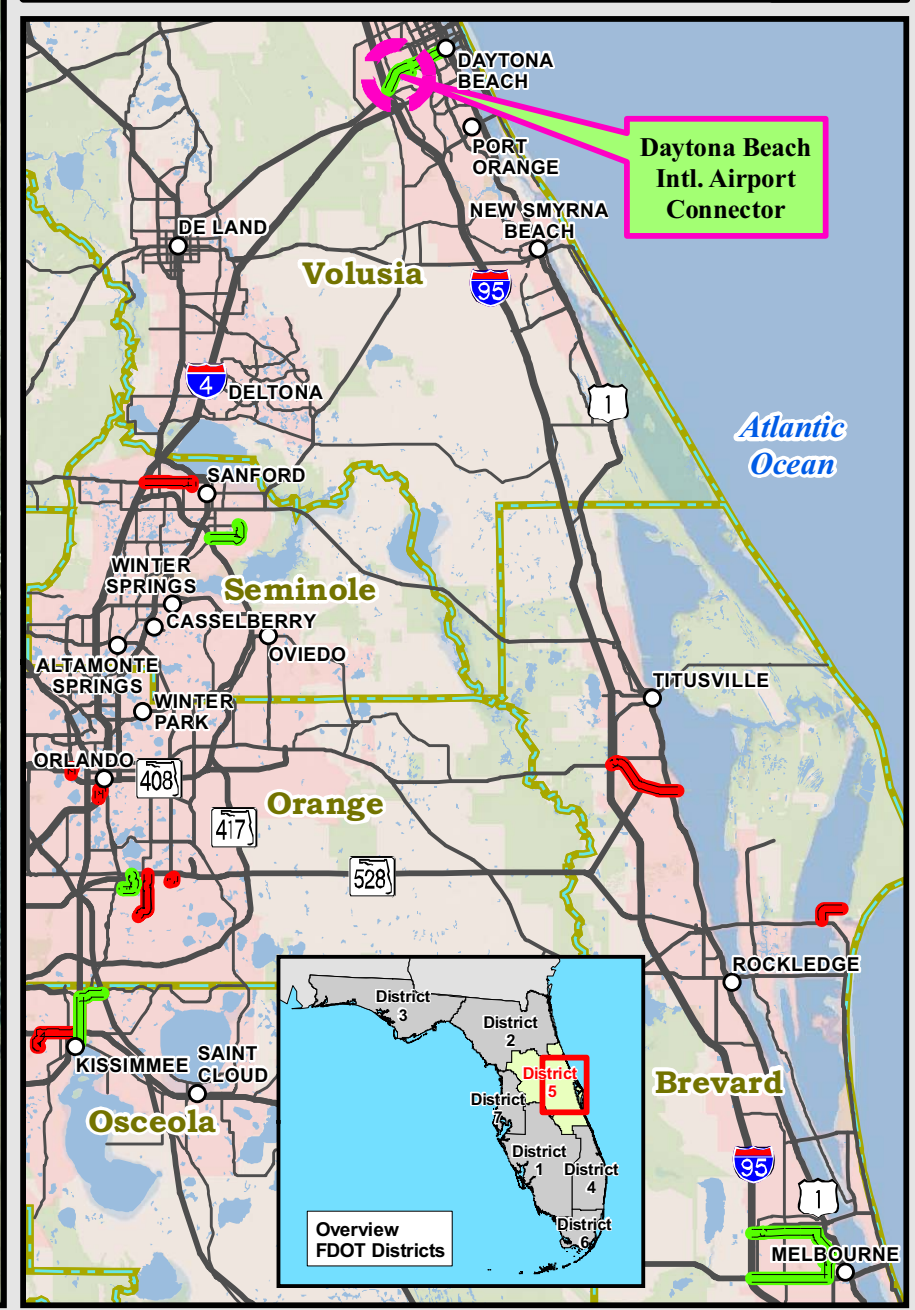 DAYTONA
BEACH
PORT
ORANGE
Daytona Beach
Intl. Airport
Connector
NEW SMYRNA
BEACH
DE LAND
Volusia
95
4
DELTONA
1
Atlantic
Ocean
SANFORD
WINTER
SPRINGS
Seminole
CASSELBERRY
OVIEDO
ALTAMONTE
SPRINGS
WINTER
PARK
TITUSVILLE
ORLANDO
408
Orange
417
528
ROCKLEDGE
KISSIMMEE
SAINT
CLOUD
Osceola
Brevard
95
1
MELBOURNE
District
3
District
2
District
5
District
7
District
1
District
4
District
6
Overview
FDOT Districts